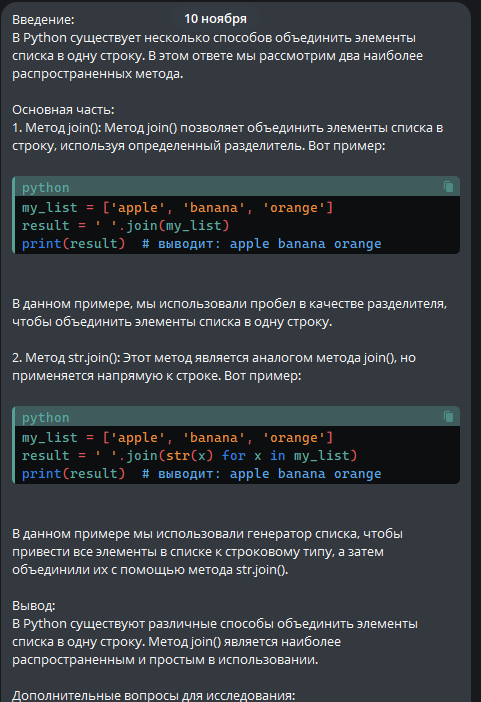 10 ноября
Введение:
В Python существует несколько способов объединить элементы
списка в одну строку. В этом ответе мы рассмотрим два наиболее
распространенных метода.
Основная часть:
1. Метод join(): Метод join() позволяет объединить элементы списка в
строку, используя определенный разделитель. Вот пример:
python
my_list = ['apple', 'banana', 'orange']
result = ' '.join(my_list)
print(result)  # выводит: apple banana orange
В данном примере, мы использовали пробел в качестве разделителя,
чтобы объединить элементы списка в одну строку.
2. Метод str.join(): Этот метод является аналогом метода join(), но
применяется напрямую к строке. Вот пример:
python
my_list = ['apple', 'banana', 'orange']
result = ' '.join(str(x) for x in my_list)
print(result)  # выводит: apple banana orange
В данном примере мы использовали генератор списка, чтобы
привести все элементы в списке к строковому типу, а затем
объединили их с помощью метода str.join().
Вывод:
В Python существуют различные способы объединить элементы
списка в одну строку. Метод join() является наиболее
распространенным и простым в использовании.
Дополнительные вопросы для исследования: